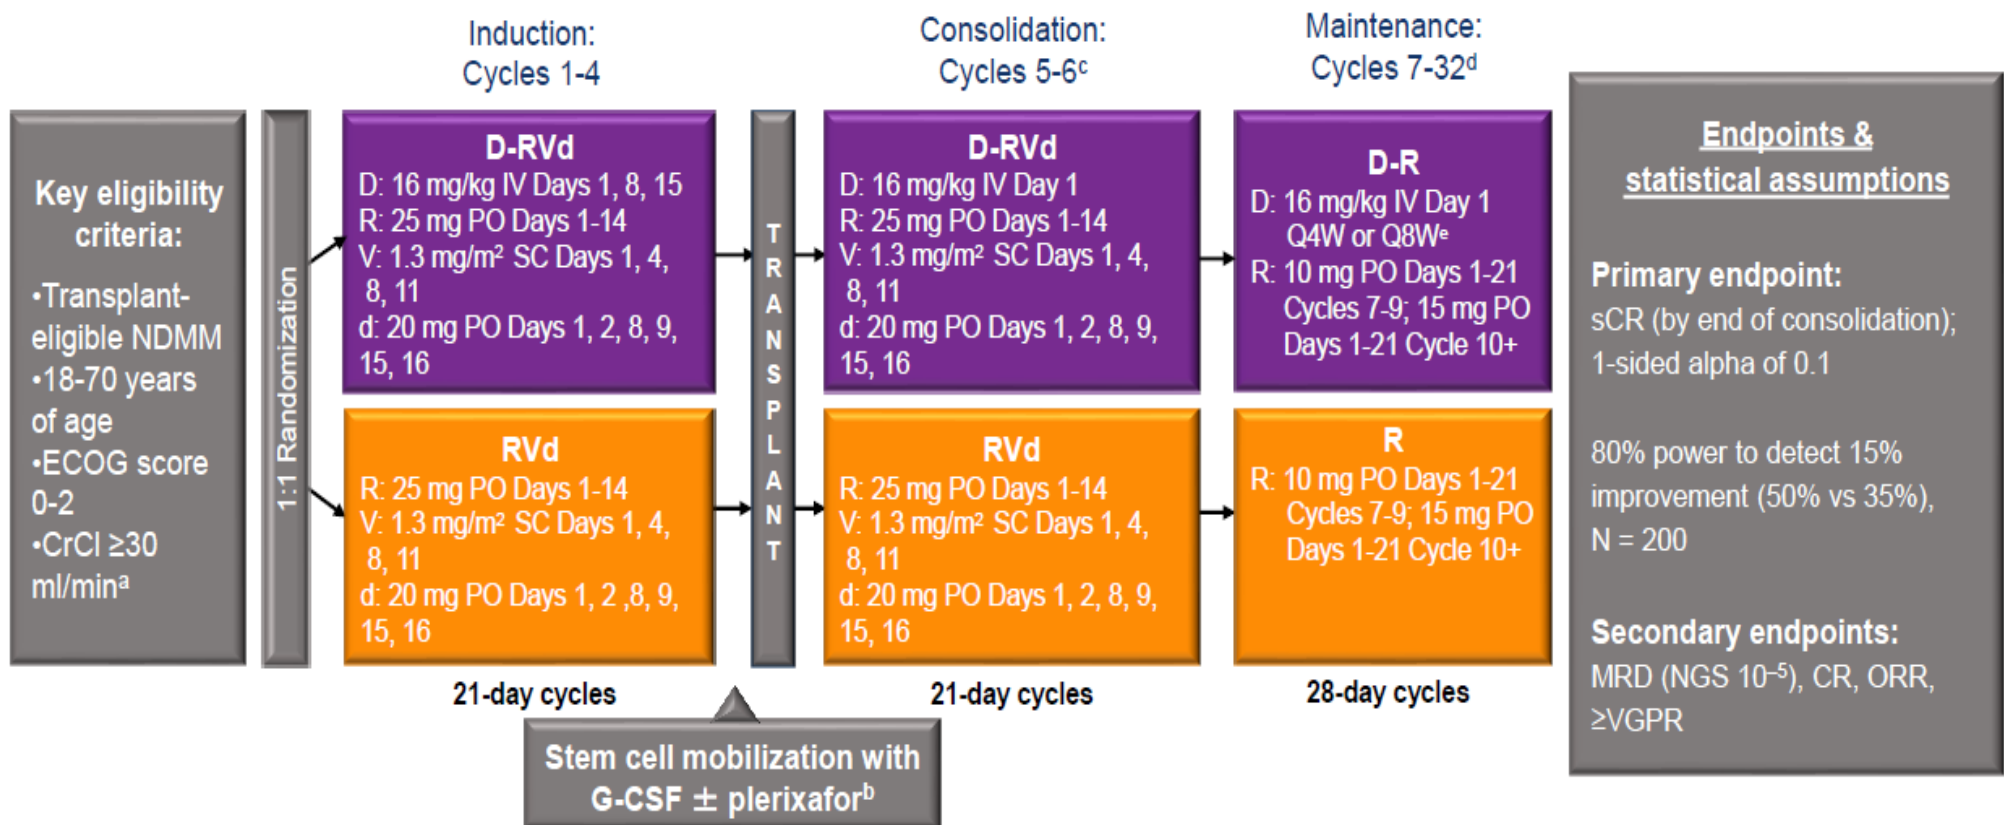 Induction:
Cycles 1-4
Consolidation:
Cycles 5-6ᶜ
Maintenance:
Cycles 7-32ᵈ
Key eligibility
criteria:
•Transplant-
eligible NDMM
•18-70 years
of age
•ECOG score
0-2
•CrCl ≥30
ml/minᵃ
1:1 Randomization
D-RVd
D: 16 mg/kg IV Days 1, 8, 15
R: 25 mg PO Days 1-14
V: 1.3 mg/m² SC Days 1, 4,
8, 11
d: 20 mg PO Days 1, 2, 8, 9,
15, 16
RVd
R: 25 mg PO Days 1-14
V: 1.3 mg/m² SC Days 1, 4,
8, 11
d: 20 mg PO Days 1, 2 ,8, 9,
15, 16
21-day cycles
TRANSPLANT
Stem cell mobilization with
G-CSF ± plerixaforᵇ
D-RVd
D: 16 mg/kg IV Day 1
R: 25 mg PO Days 1-14
V: 1.3 mg/m² SC Days 1, 4,
8, 11
d: 20 mg PO Days 1, 2, 8, 9,
15, 16
RVd
R: 25 mg PO Days 1-14
V: 1.3 mg/m² SC Days 1, 4,
8, 11
d: 20 mg PO Days 1, 2, 8, 9,
15, 16
21-day cycles
D-R
D: 16 mg/kg IV Day 1
Q4W or Q8Wᵉ
R: 10 mg PO Days 1-21
Cycles 7-9; 15 mg PO
Days 1-21 Cycle 10+
R
R: 10 mg PO Days 1-21
Cycles 7-9; 15 mg PO
Days 1-21 Cycle 10+
28-day cycles
Endpoints &
statistical assumptions
Primary endpoint:
sCR (by end of consolidation);
1-sided alpha of 0.1
80% power to detect 15%
improvement (50% vs 35%),
N = 200
Secondary endpoints:
MRD (NGS 10⁻⁵), CR, ORR,
≥VGPR